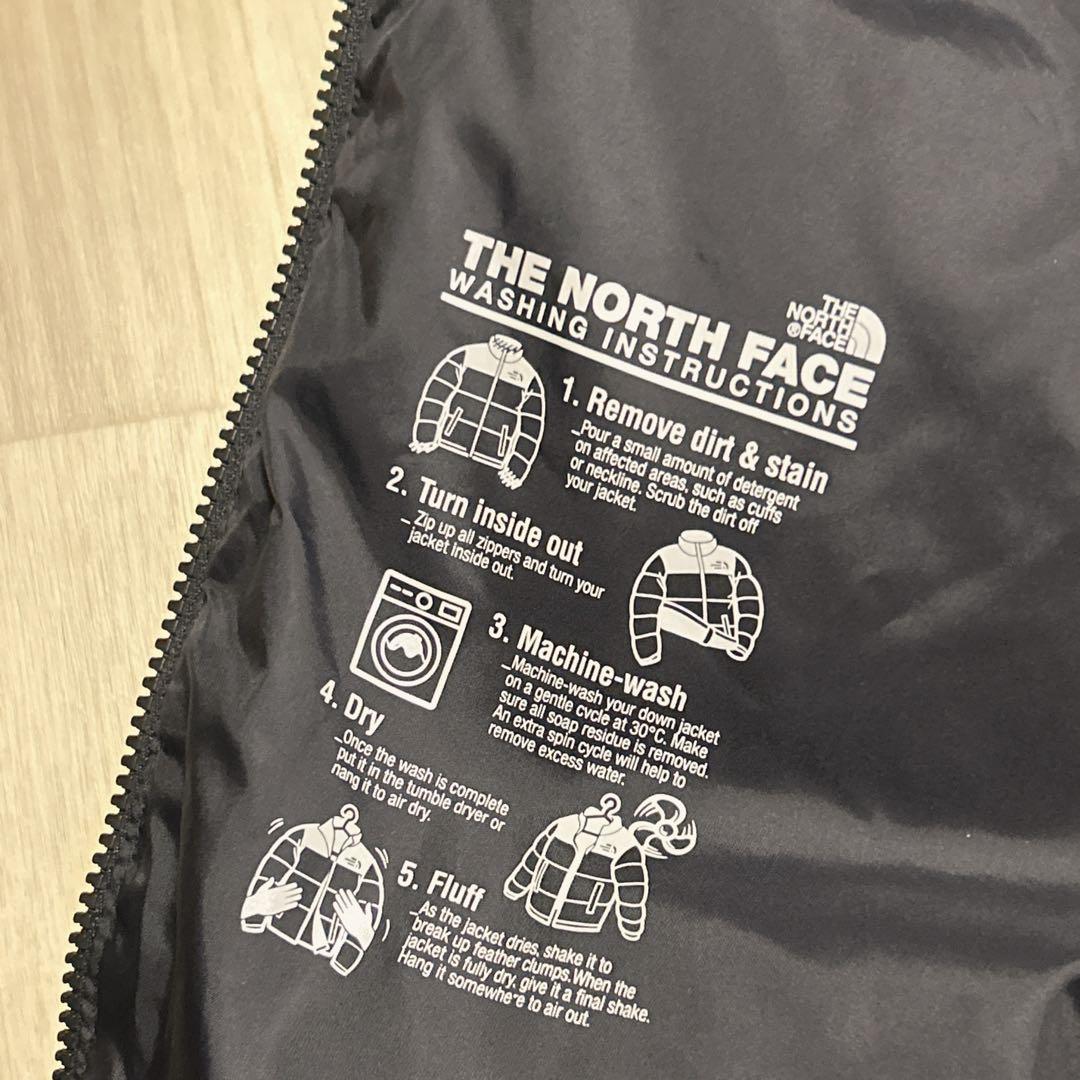 THE NORTH FACE
WASHING INSTRUCTIONS
THE
NORTH
®FACE
1. Remove dirt & stain
_Pour a small amount of detergent
on affected areas, such as cuffs
or neckline. Scrub the dirt off
your jacket.
2. Turn inside out
_ Zip up all zippers and turn your
jacket inside out.
3. Machine-wash
_Machine-wash your down jacket
on a gentle cycle at 30°C. Make
sure all soap residue is removed.
An extra spin cycle will help to
remove excess water.
4. Dry
_Once the wash is complete
put it in the tumble dryer or
hang it to air dry.
5. Fluff
_As the jacket dries, shake it to
break up feather clumps. When the
jacket is fully dry, give it a final shake.
Hang it somewhere to air out.